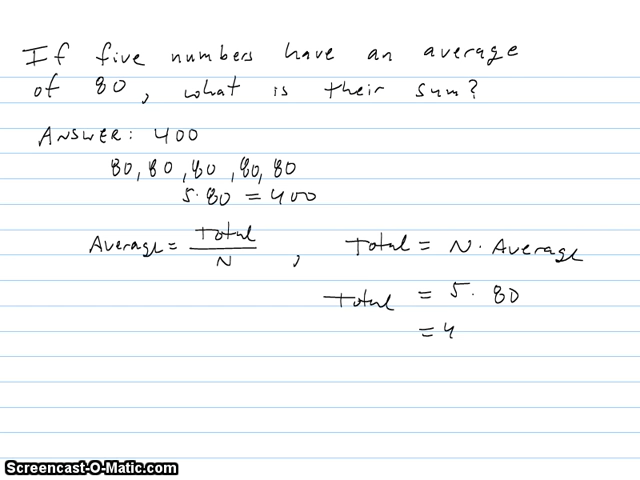 If five numbers have an average
of 80, what is their sum?
ANSWER: 400
80, 80, 80, 80, 80
5·80 = 400
Average = Total / N , Total = N · Average
Total = 5 · 80
= 4
Screencast-O-Matic.com